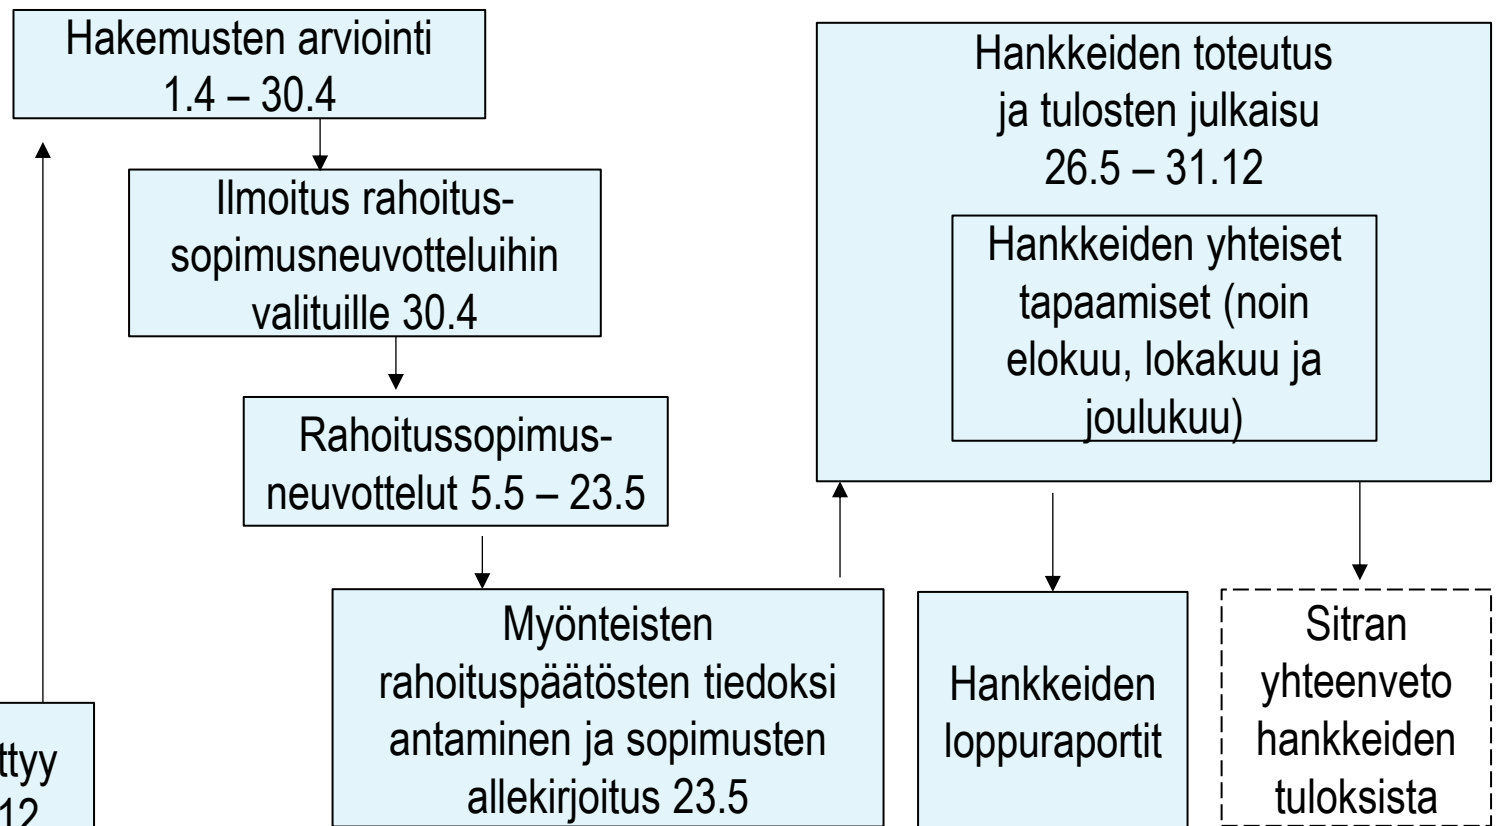 Hakemusten arviointi
1.4 – 30.4
Ilmoitus rahoitus-
sopimusneuvotteluihin
valituille 30.4
Rahoitussopimus-
neuvottelut 5.5 – 23.5
Myönteisten
rahoituspäätösten tiedoksi
antaminen ja sopimusten
allekirjoitus 23.5
Hankkeiden toteutus
ja tulosten julkaisu
26.5 – 31.12
Hankkeiden yhteiset
tapaamiset (noin
elokuu, lokakuu ja
joulukuu)
Hankkeiden
loppuraportit
Sitran
yhteenveto
hankkeiden
tuloksista